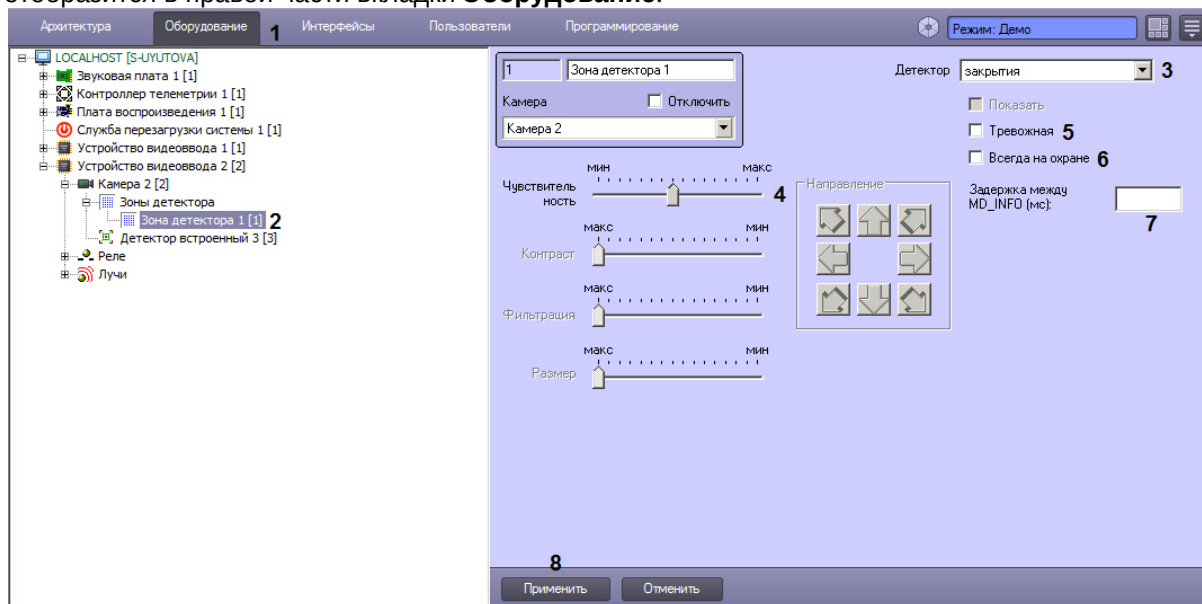 отобразится в правой части вкладки Оборудование.
Архитектура Оборудование 1 Интерфейсы Пользователи Программирование Режим: Демо
LOCALHOST [S-UYUTOVA]
Звуковая плата 1 [1]
Контроллер телеметрии 1 [1]
Плата воспроизведения 1 [1]
Служба перезагрузки системы 1 [1]
Устройство видеоввода 1 [1]
Устройство видеоввода 2 [2]
Камера 2 [2]
Зоны детектора
Зона детектора 1 [1] 2
Детектор встроенный 3 [3]
Реле
Лучи
1 Зона детектора 1
Камера Отключить
Камера 2
мин макс
Чувствитель
ность
4
макс мин
Контраст
макс мин
Фильтрация
макс мин
Размер
Направление
Детектор закрытия 3
Показать
Тревожная 5
Всегда на охране 6
Задержка между
MD_INFO (мс):
7
8
Применить Отменить